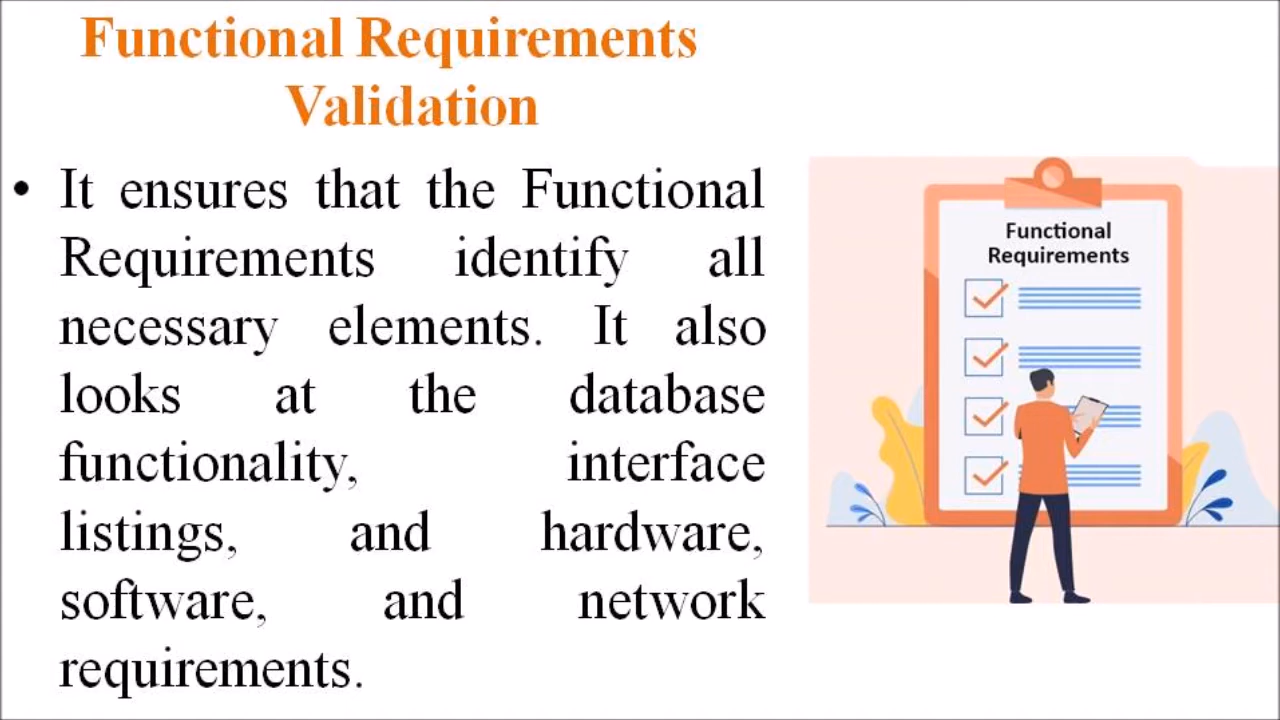 Functional Requirements
Validation
• It ensures that the Functional
Requirements identify all
necessary elements. It also
looks at the database
functionality, interface
listings, and hardware,
software, and network
requirements.
Functional
Requirements